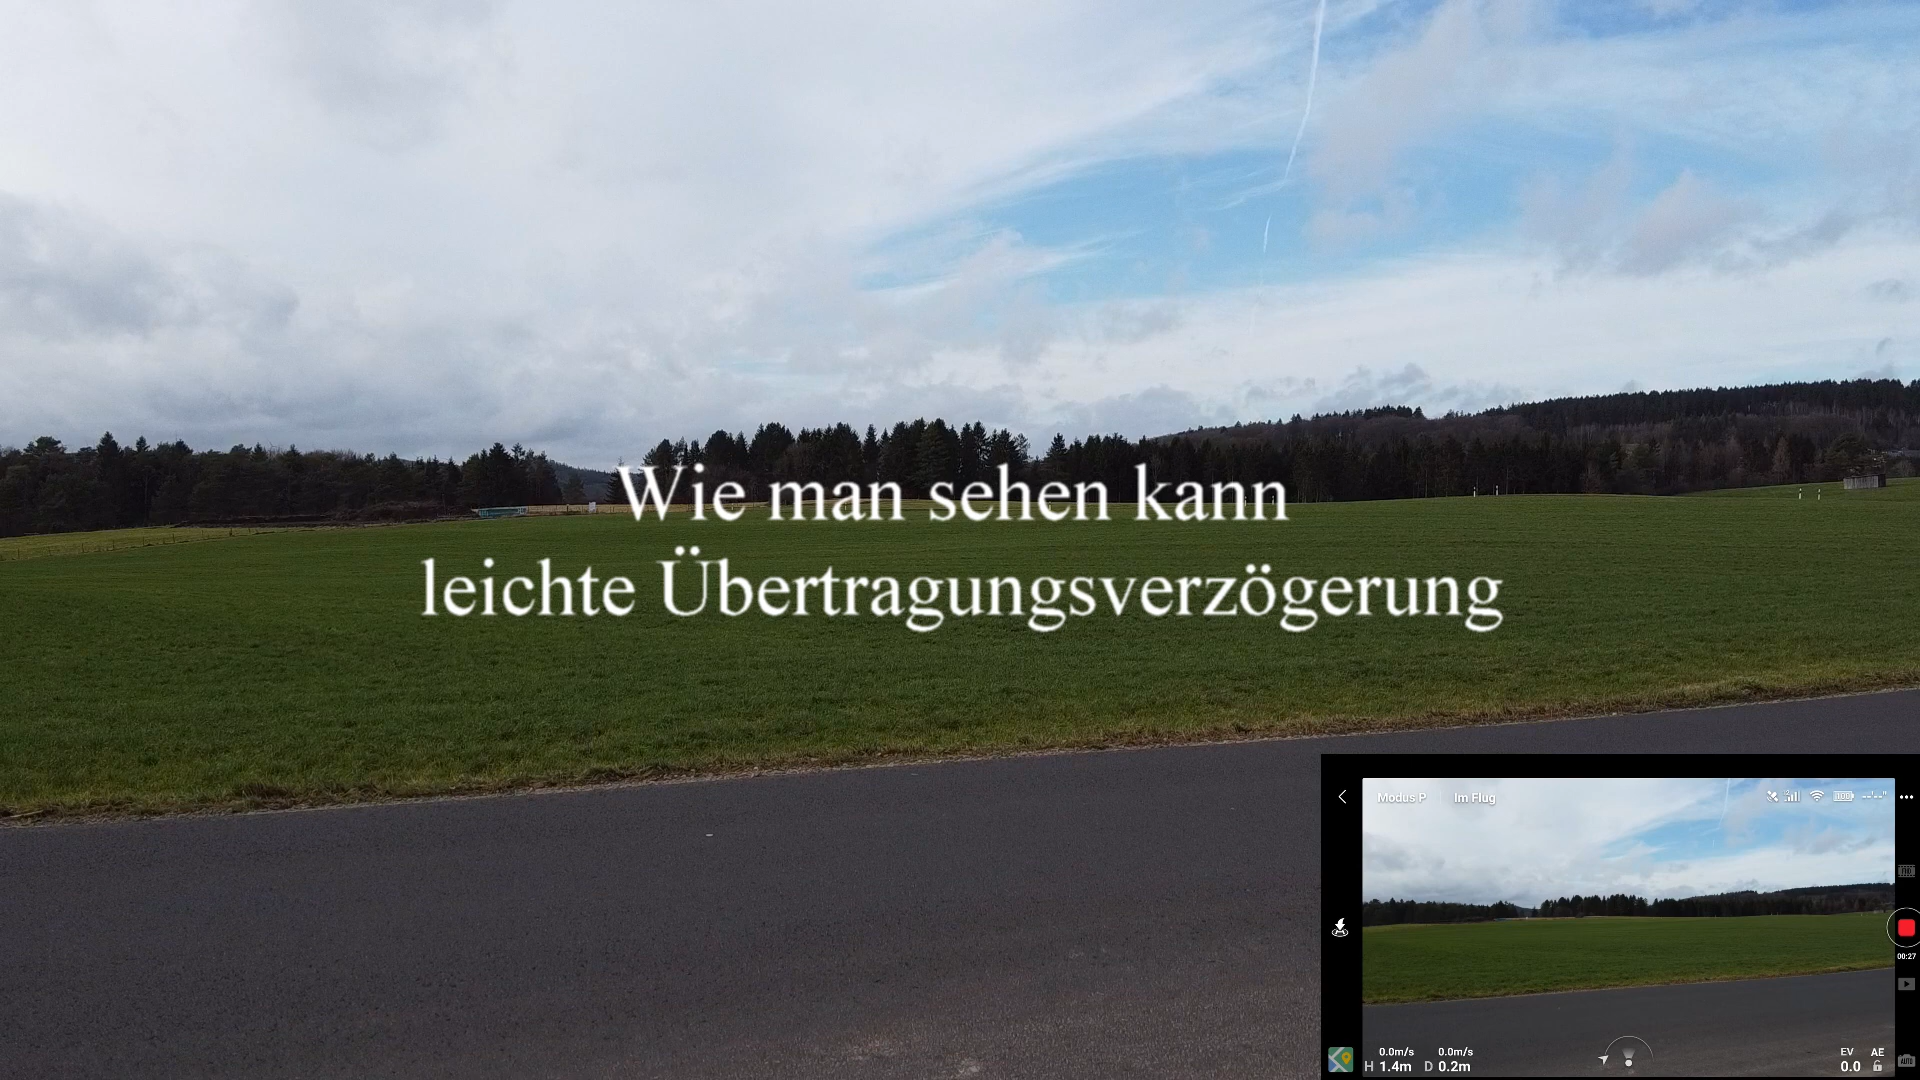 Wie man sehen kann
leichte Übertragungsverzögerung
Modus P Im Flug
00:27
0.0m/s 0.0m/s
H 1.4m D 0.2m
EV AE
0.0
AUTO